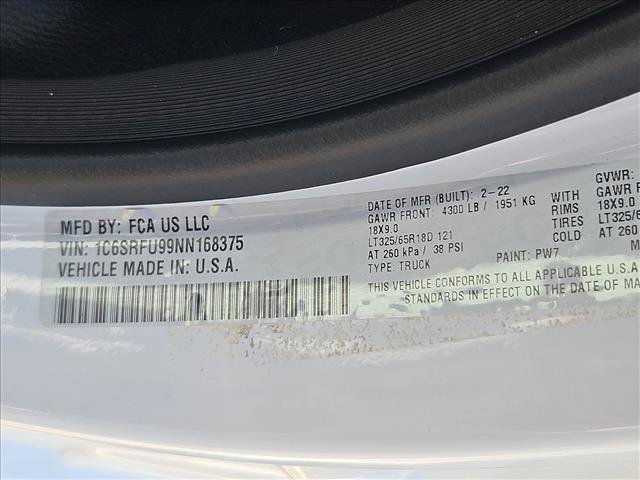 MFD BY: FCA US LLC
VIN: 1C6SRFU99NN168375
VEHICLE MADE IN U.S.A.
DATE OF MFR (BUILT): 2-22
GAWR FRONT: 4300 LB / 1951 KG
18X9.0
LT325/65R18D 121
AT 260 kPa / 38 PSI
TYPE: TRUCK
PAINT: PW7
WITH
RIMS
TIRES
COLD
GVWR:
GAWR
18X9.0
LT325/6
AT 260
M
THIS VEHICLE CONFORMS TO ALL APPLICABLE
STANDARDS IN EFFECT ON THE DATE OF MA